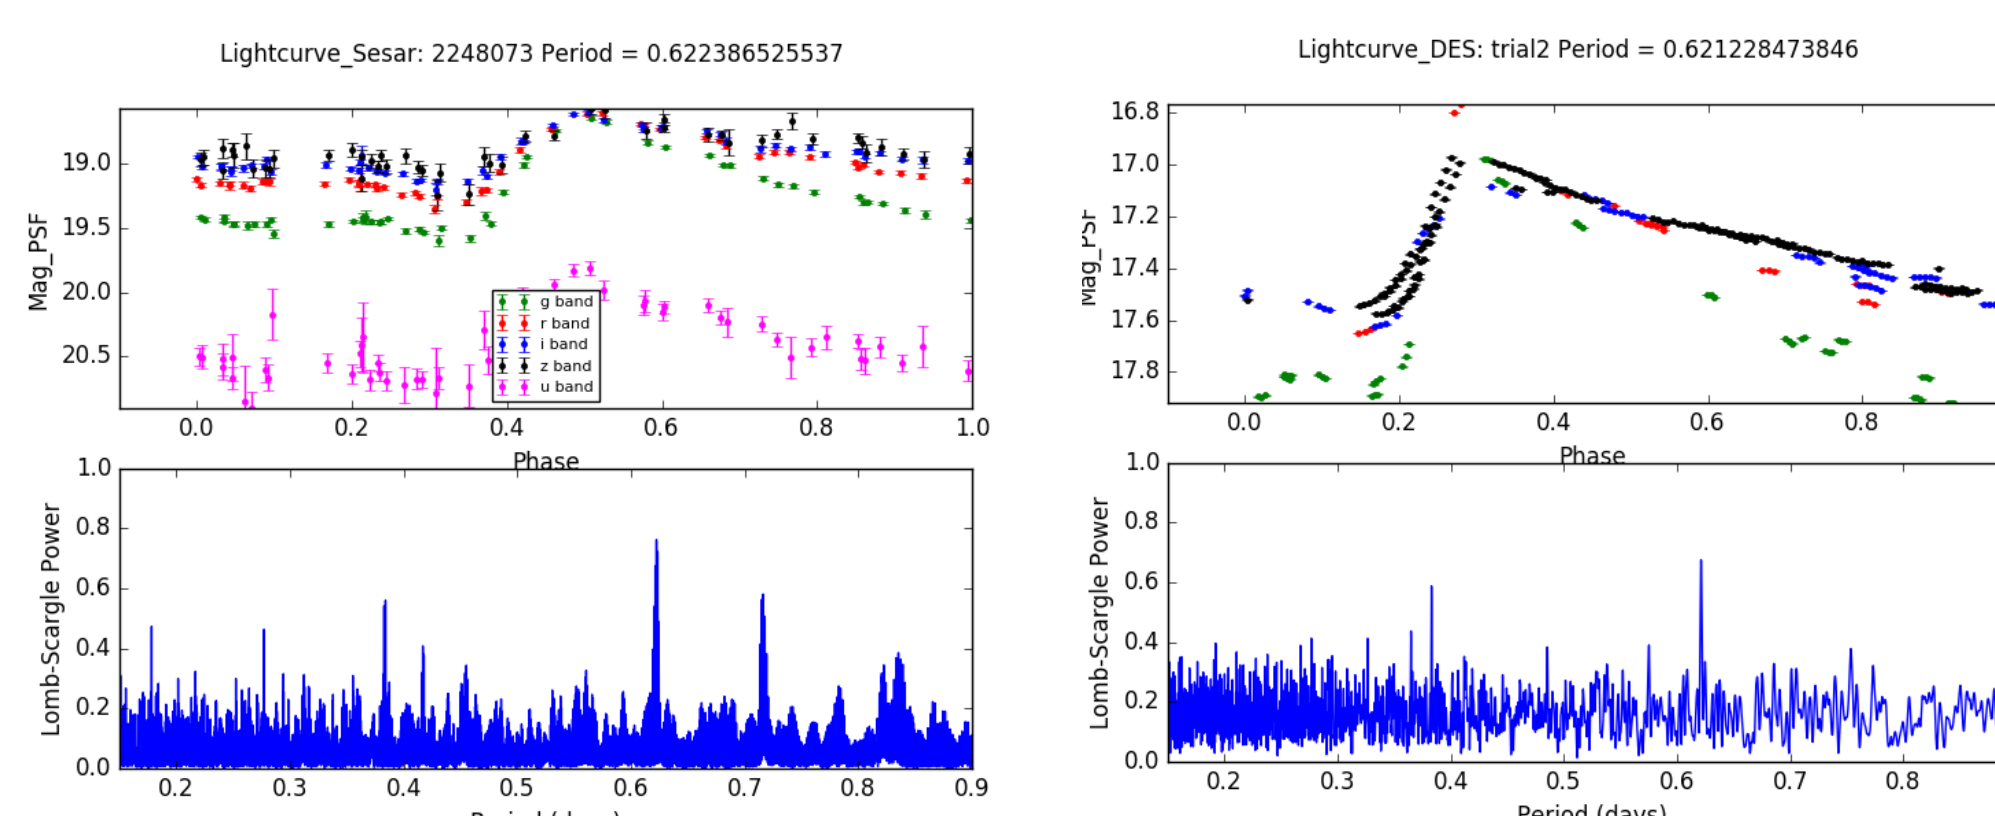 Lightcurve_Sesar: 2248073 Period = 0.622386525537
19.0
19.5
20.0
20.5
Mag_PSF
g band
r band
i band
z band
u band
0.0 0.2 0.4 0.6 0.8 1.0
Phase
1.0
0.8
0.6
0.4
0.2
0.0
Lomb-Scargle Power
0.2 0.3 0.4 0.5 0.6 0.7 0.8 0.9
Lightcurve_DES: trial2 Period = 0.621228473846
16.8
17.0
17.2
17.4
17.6
17.8
Mag_PSF
0.0 0.2 0.4 0.6 0.8
Phase
1.0
0.8
0.6
0.4
0.2
0.0
Lomb-Scargle Power
0.2 0.3 0.4 0.5 0.6 0.7 0.8
Period (days)